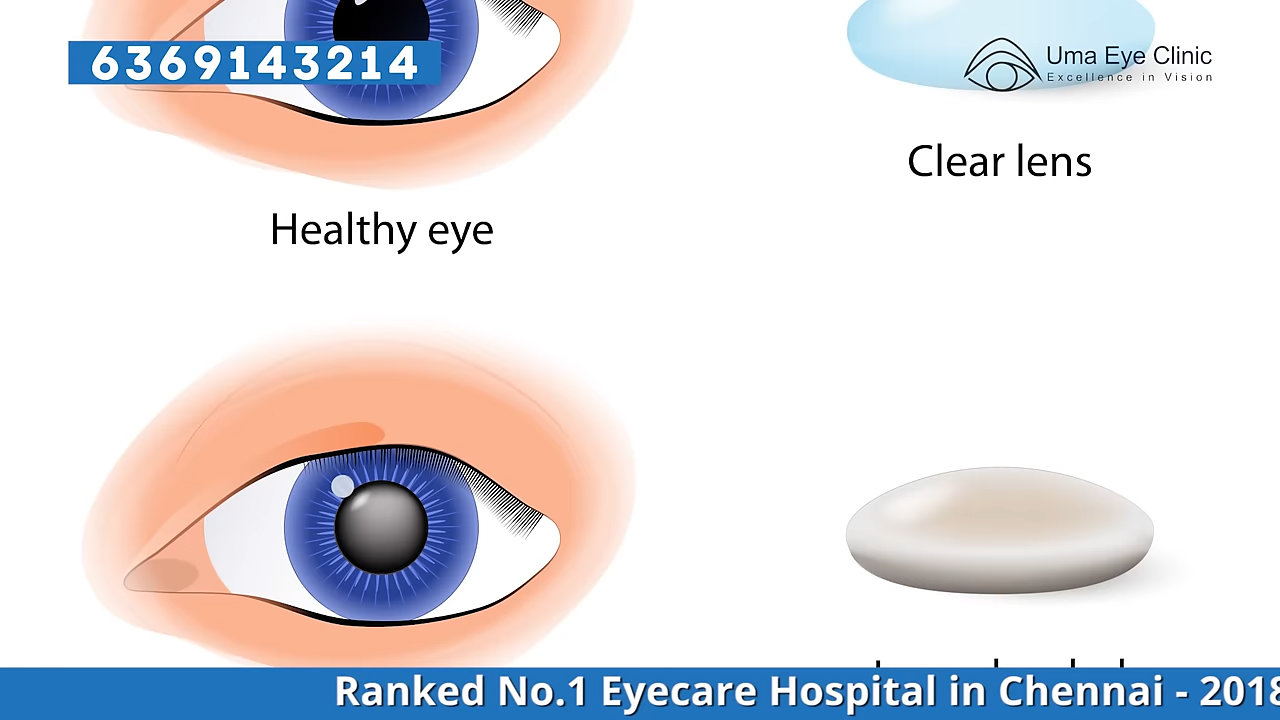 6369143214
Uma Eye Clinic
Excellence in Vision
Clear lens
Healthy eye
Ranked No.1 Eyecare Hospital in Chennai - 2018